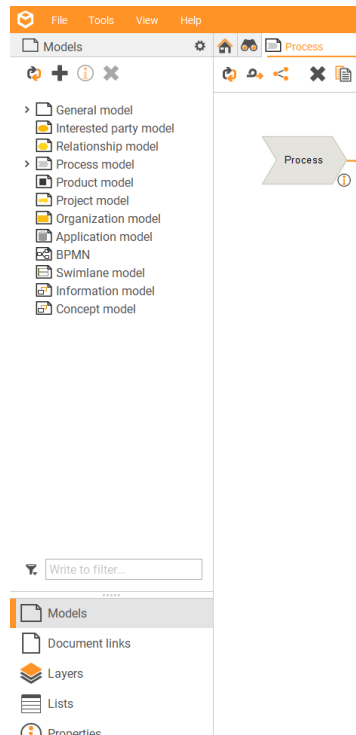 File Tools View Help
Models
Process
General model
Interested party model
Relationship model
Process model
Product model
Project model
Organization model
Application model
BPMN
Swimlane model
Information model
Concept model
Process
Write to filter...
Models
Document links
Layers
Lists
Properties